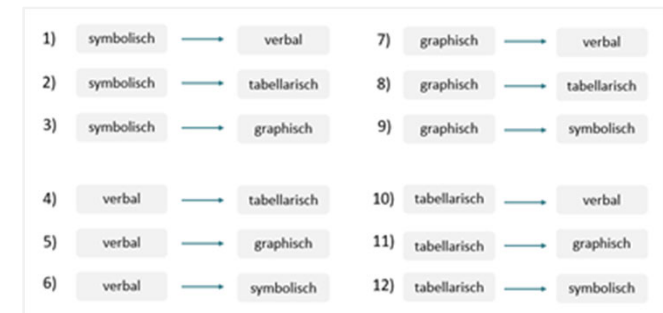 1) symbolisch verbal
2) symbolisch tabellarisch
3) symbolisch graphisch
4) verbal tabellarisch
5) verbal graphisch
6) verbal symbolisch
7) graphisch verbal
8) graphisch tabellarisch
9) graphisch symbolisch
10) tabellarisch verbal
11) tabellarisch graphisch
12) tabellarisch symbolisch